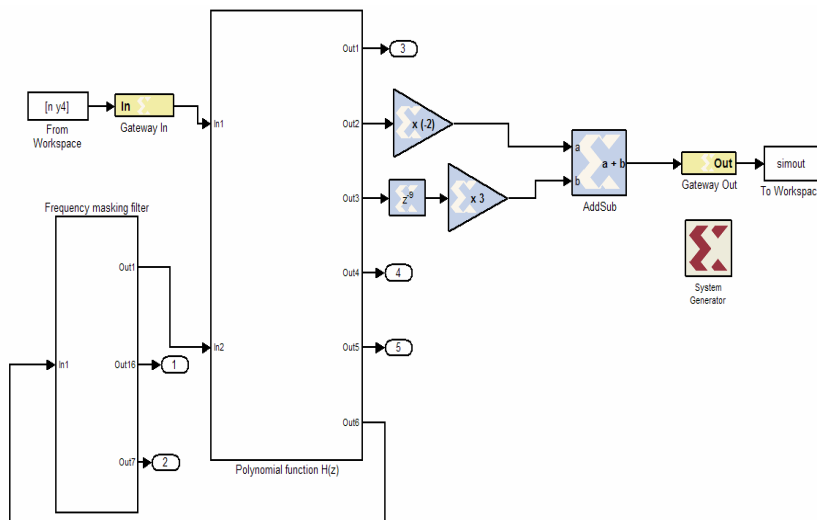 Out1
3
[n y4]
In
From
Workspace
Gateway In
In1
Out2
x (-2)
a
a + b
b
AddSub
Out
Gateway Out
simout
To Workspac
Out3
z-9
x 3
Frequency masking filter
System
Generator
Out1
Out4
4
In2
Out5
5
In1
Out16
1
Out6
Out7
2
Polynomial function H(z)